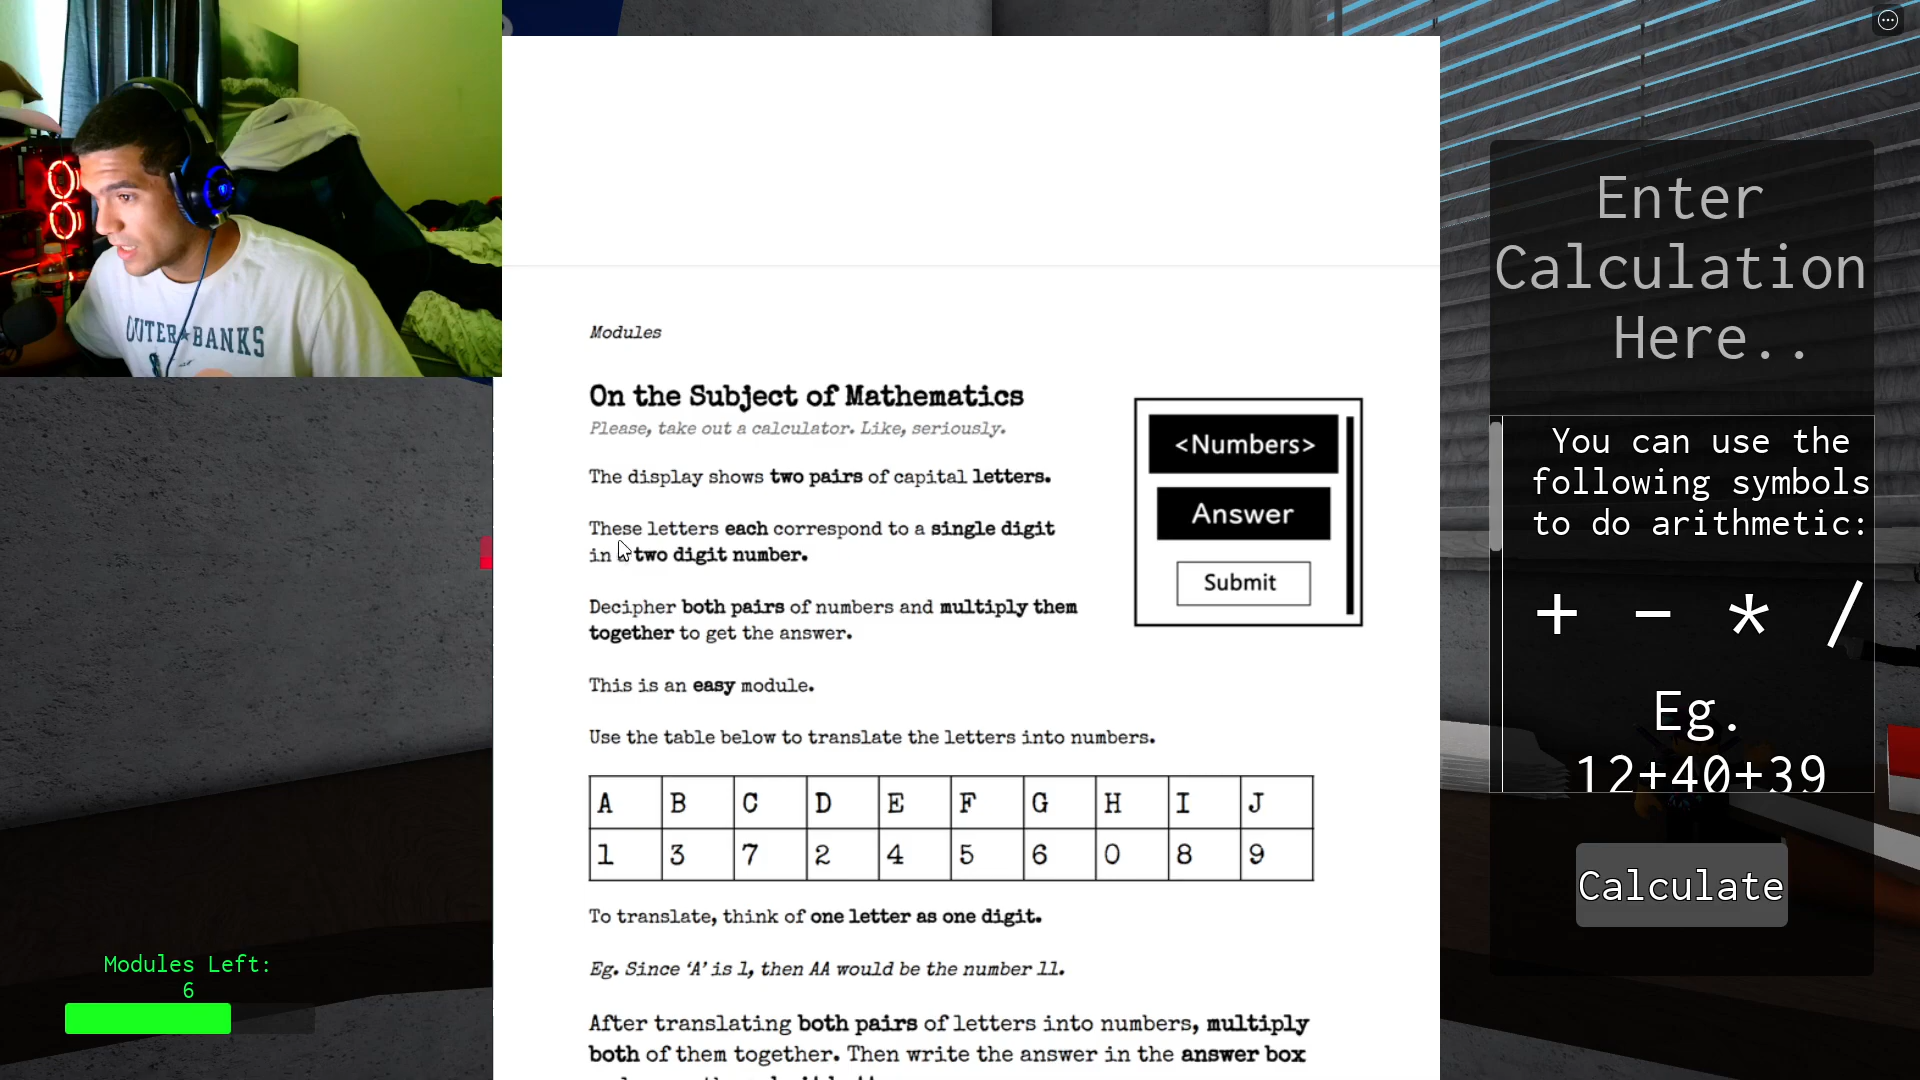 OUTER BANKS
Modules
On the Subject of Mathematics
Please, take out a calculator. Like, seriously.
The display shows two pairs of capital letters.
These letters each correspond to a single digit
in two digit number.
Decipher both pairs of numbers and multiply them
together to get the answer.
This is an easy module.
Use the table below to translate the letters into numbers.
<Numbers>
Answer
Submit
A B C D E F G H I J
1 3 7 2 4 5 6 0 8 9
To translate, think of one letter as one digit.
Eg. Since ‘A’ is 1, then AA would be the number 11.
After translating both pairs of letters into numbers, multiply
both of them together. Then write the answer in the answer box
Enter
Calculation
Here..
You can use the
following symbols
to do arithmetic:
+ - * /
Eg.
12+40+39
Calculate
Modules Left:
6